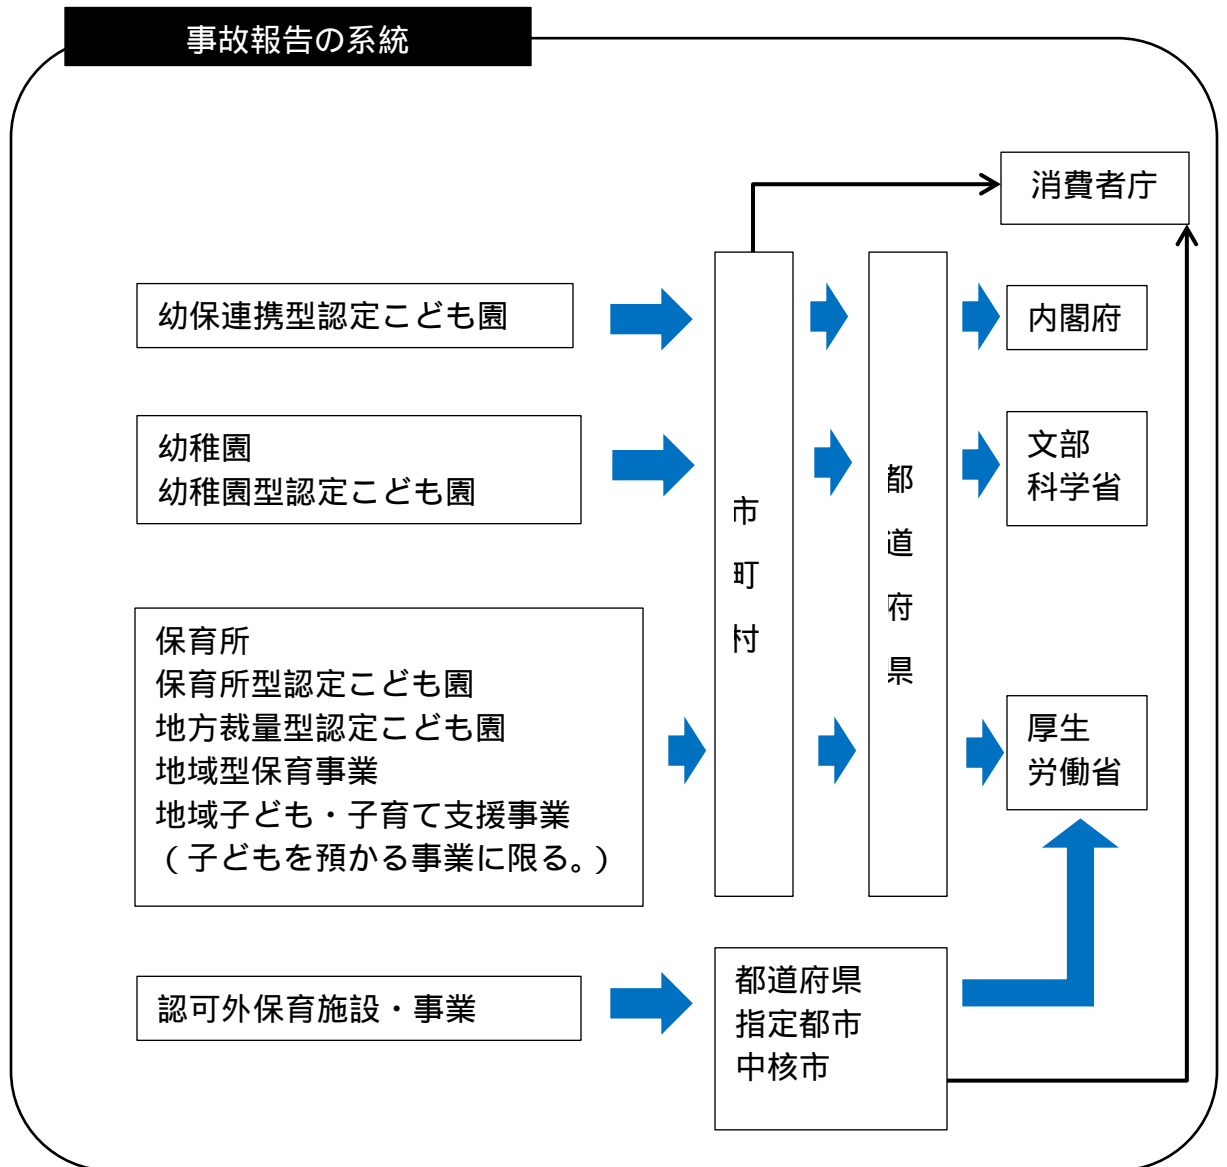 事故報告の系統
消費者庁
幼保連携型認定こども園
内閣府
幼稚園
幼稚園型認定こども園
文部
科学省
市町村
都道府県
保育所
保育所型認定こども園
地方裁量型認定こども園
地域型保育事業
地域子ども・子育て支援事業
（子どもを預かる事業に限る。）
厚生
労働省
認可外保育施設・事業
都道府県
指定都市
中核市